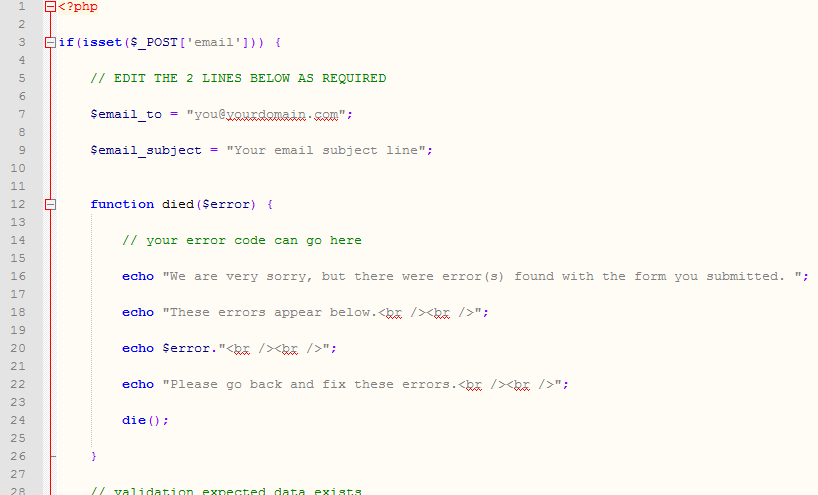 1 <?php
2
3 if(isset($_POST['email'])) {
4
5 // EDIT THE 2 LINES BELOW AS REQUIRED
6
7 $email_to = "you@yourdomain.com";
8
9 $email_subject = "Your email subject line";
10
11
12 function died($error) {
13
14 // your error code can go here
15
16 echo "We are very sorry, but there were error(s) found with the form you submitted. ";
17
18 echo "These errors appear below.<br /><br />";
19
20 echo $error."<br /><br />";
21
22 echo "Please go back and fix these errors.<br /><br />";
23
24 die();
25
26 }
27
28 // validation expected data exists